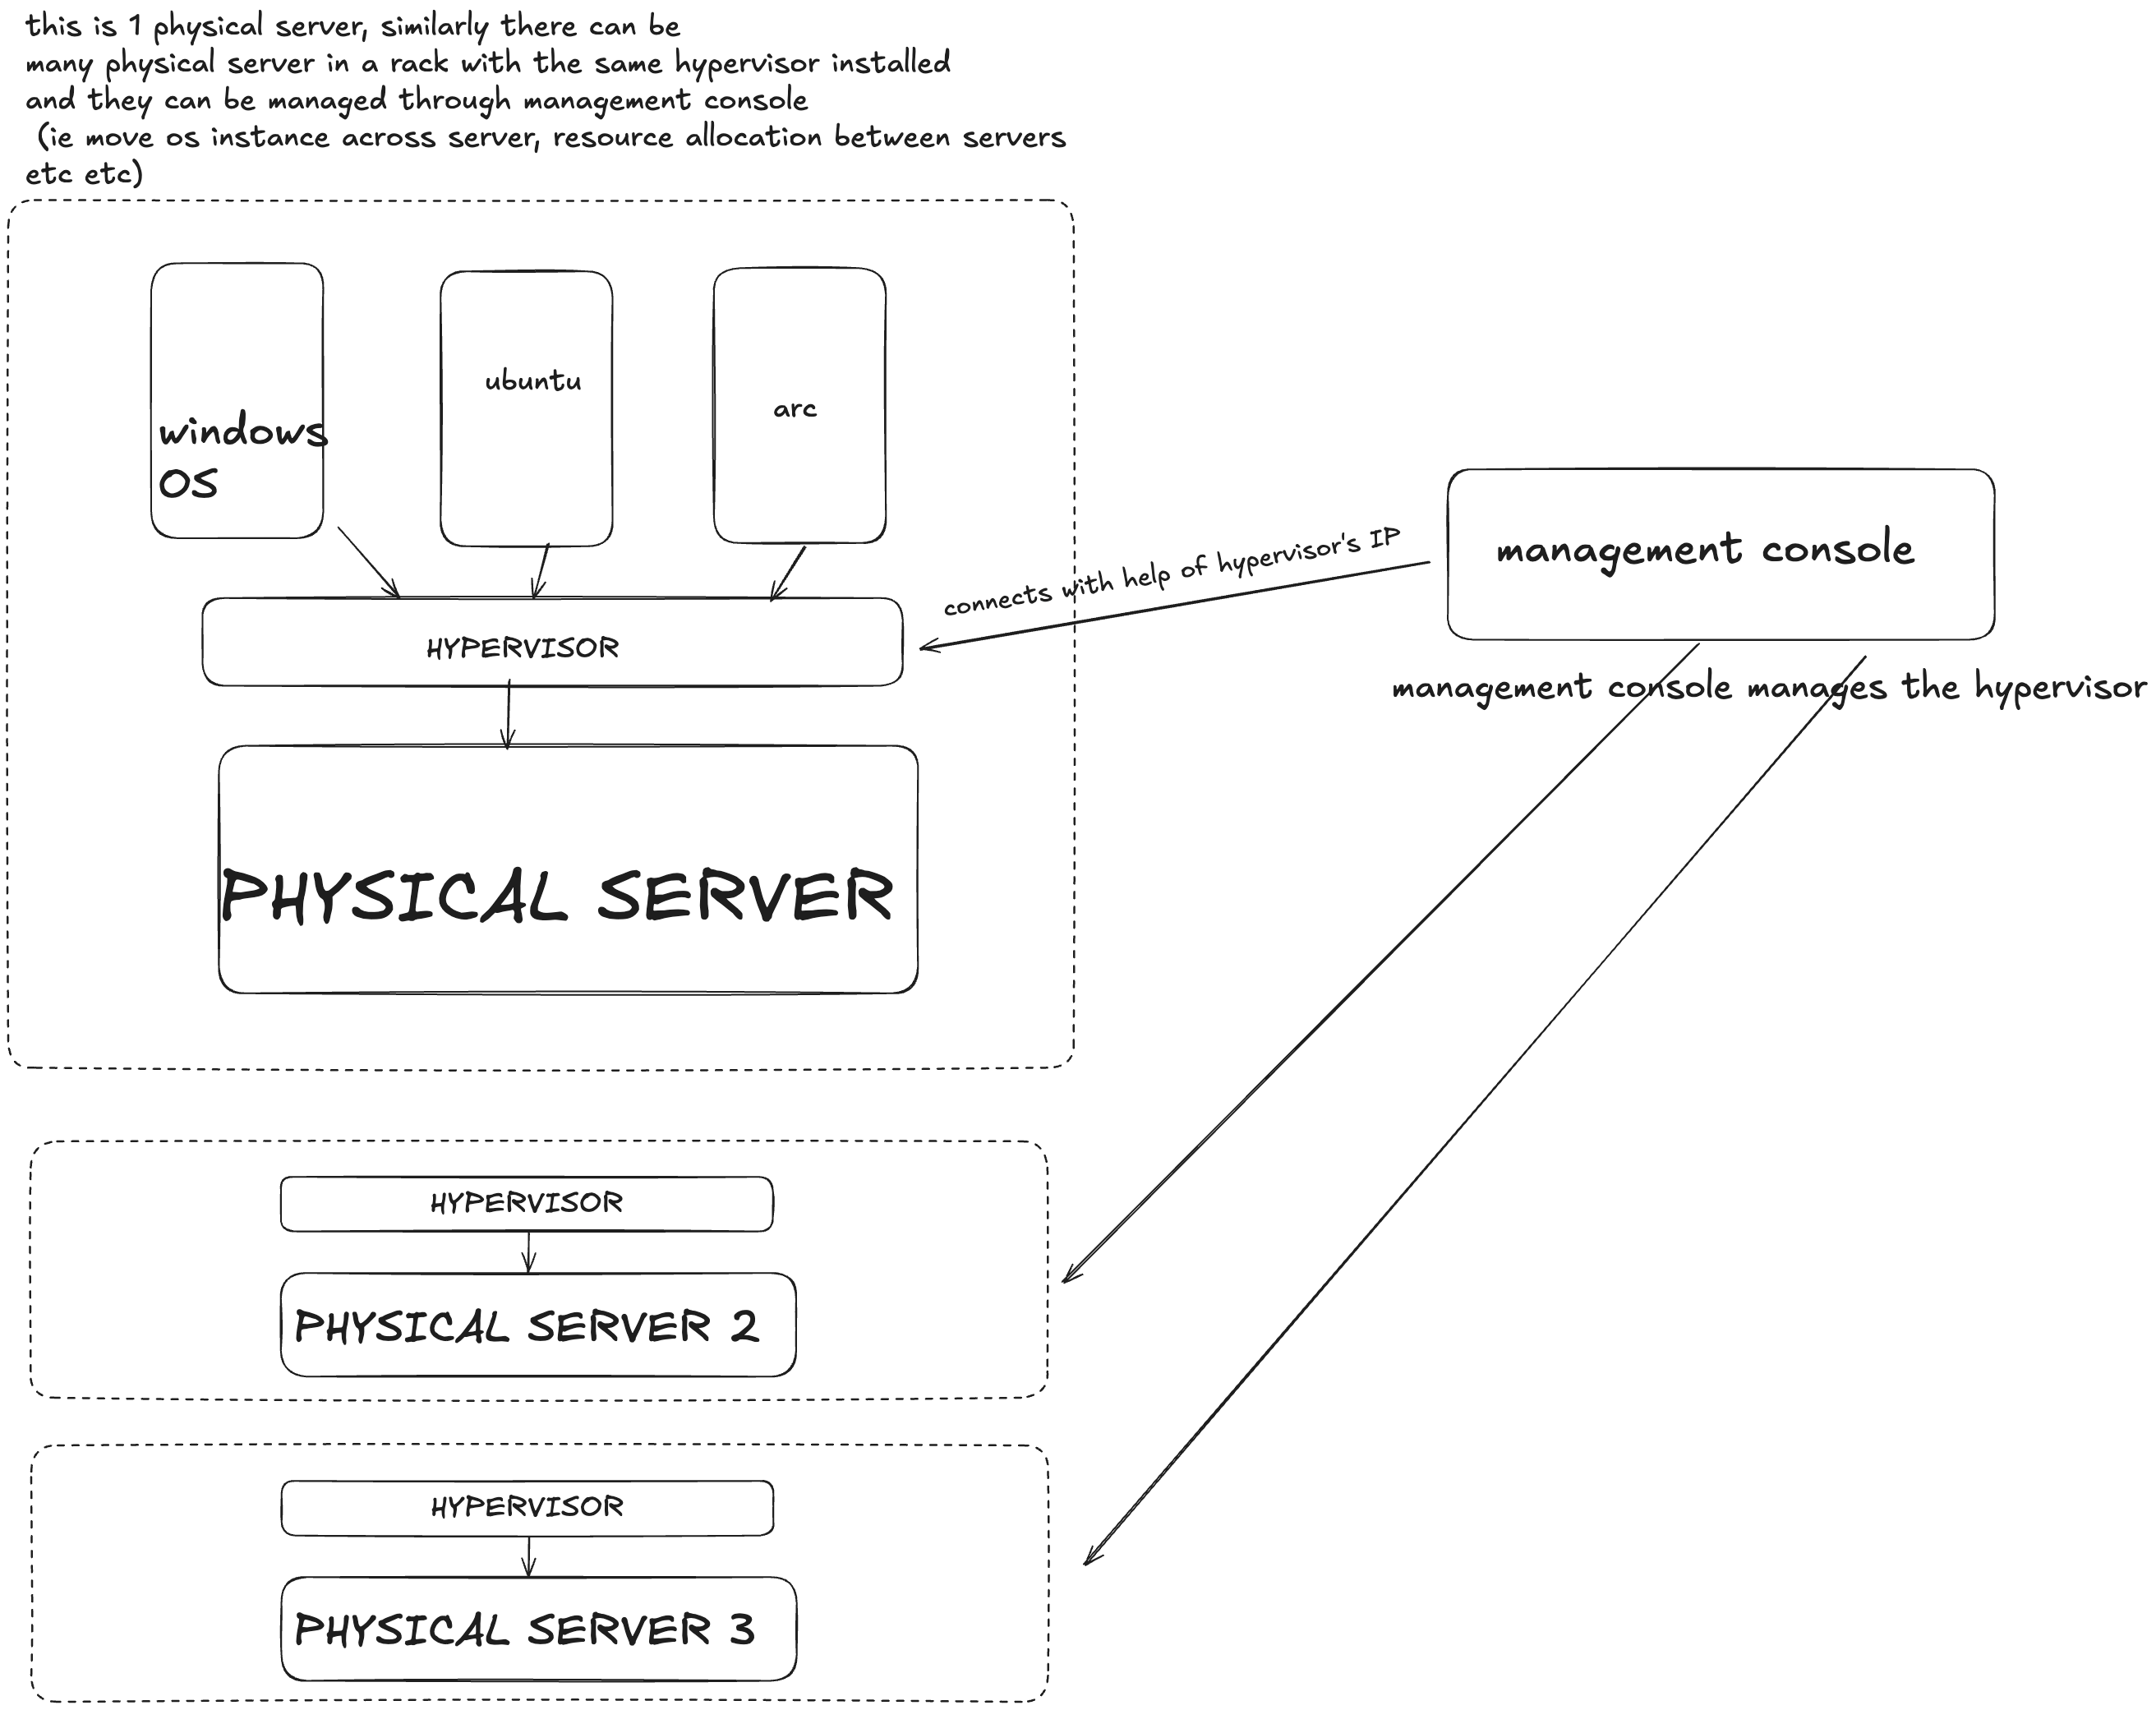 this is 1 physical server, similarly there can be
many physical server in a rack with the same hypervisor installed
and they can be managed through management console
(ie move os instance across server, resource allocation between servers
etc etc)
windows
OS
ubuntu
arc
HYPERVISOR
PHYSICAL SERVER
connects with help of hypervisor's IP
management console
management console manages the hypervisor
HYPERVISOR
PHYSICAL SERVER 2
HYPERVISOR
PHYSICAL SERVER 3